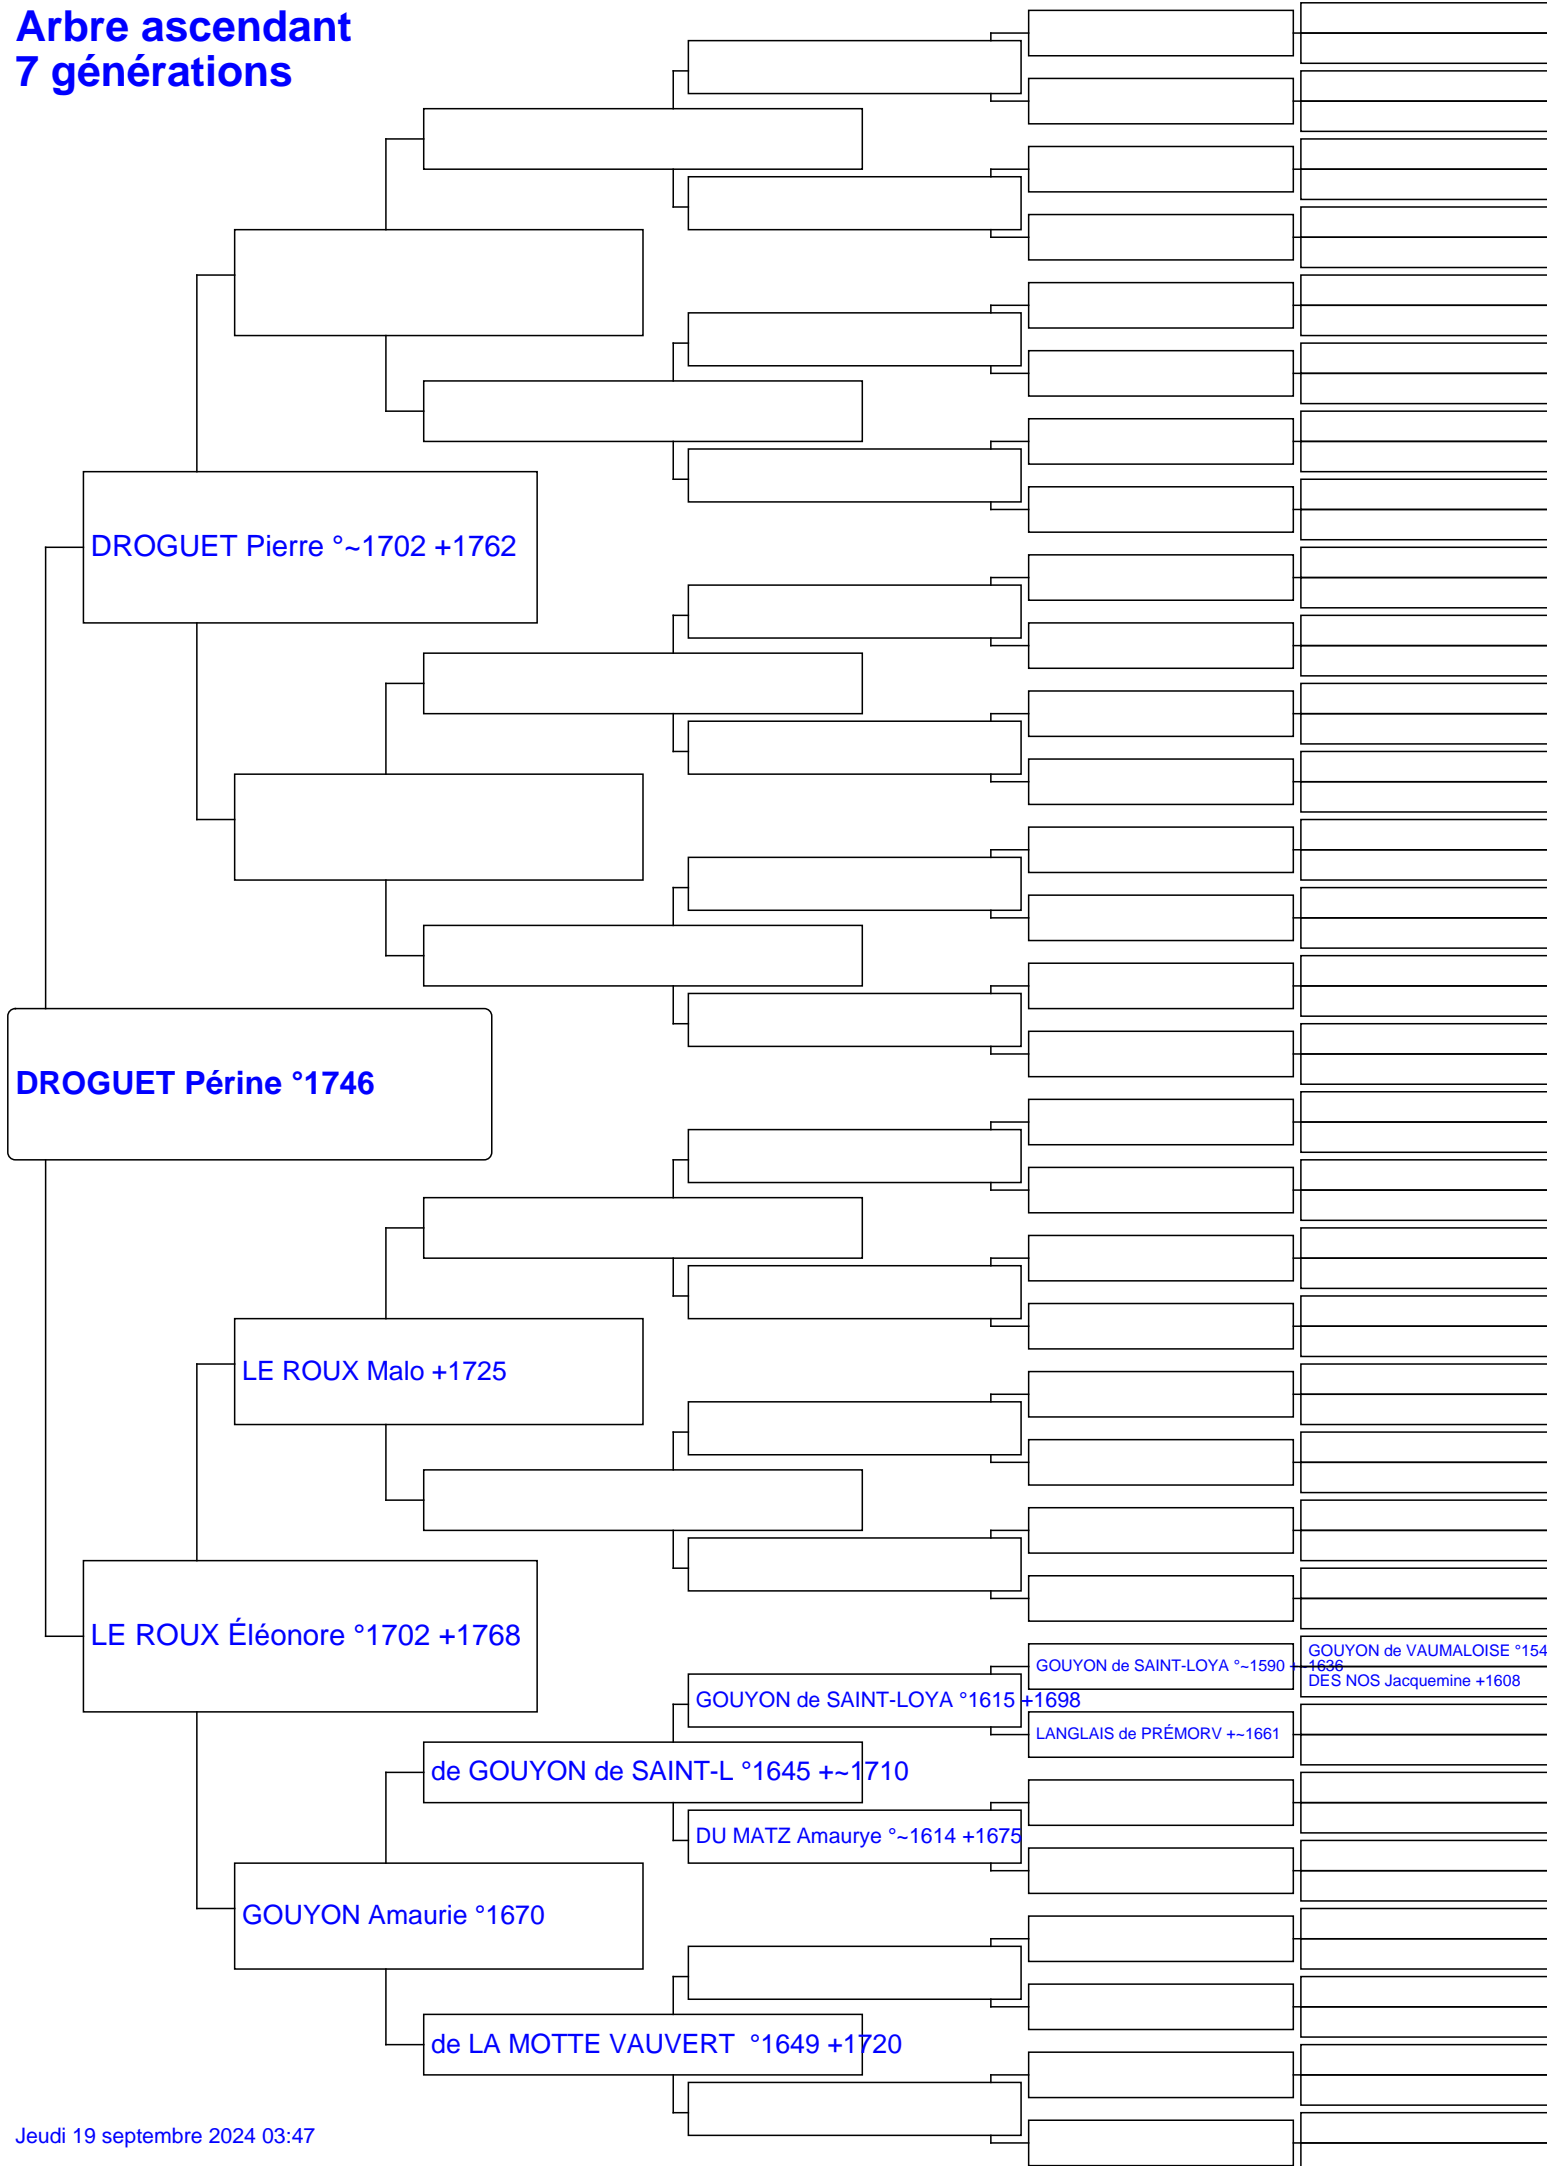 Arbre ascendant
7 générations
DROGUET Pierre °~1702 +1762
DROGUET Périne °1746
LE ROUX Malo +1725
LE ROUX Éléonore °1702 +1768
GOUYON de SAINT-LOYA °~1590 +~1636
GOUYON de VAUMALOISE °154
DES NOS Jacquemine +1608
GOUYON de SAINT-LOYA °1615 +1698
LANGLAIS de PRÉMORV +~1661
de GOUYON de SAINT-L °1645 +~1710
DU MATZ Amaurye °~1614 +1675
GOUYON Amaurie °1670
de LA MOTTE VAUVERT °1649 +1720
Jeudi 19 septembre 2024 03:47